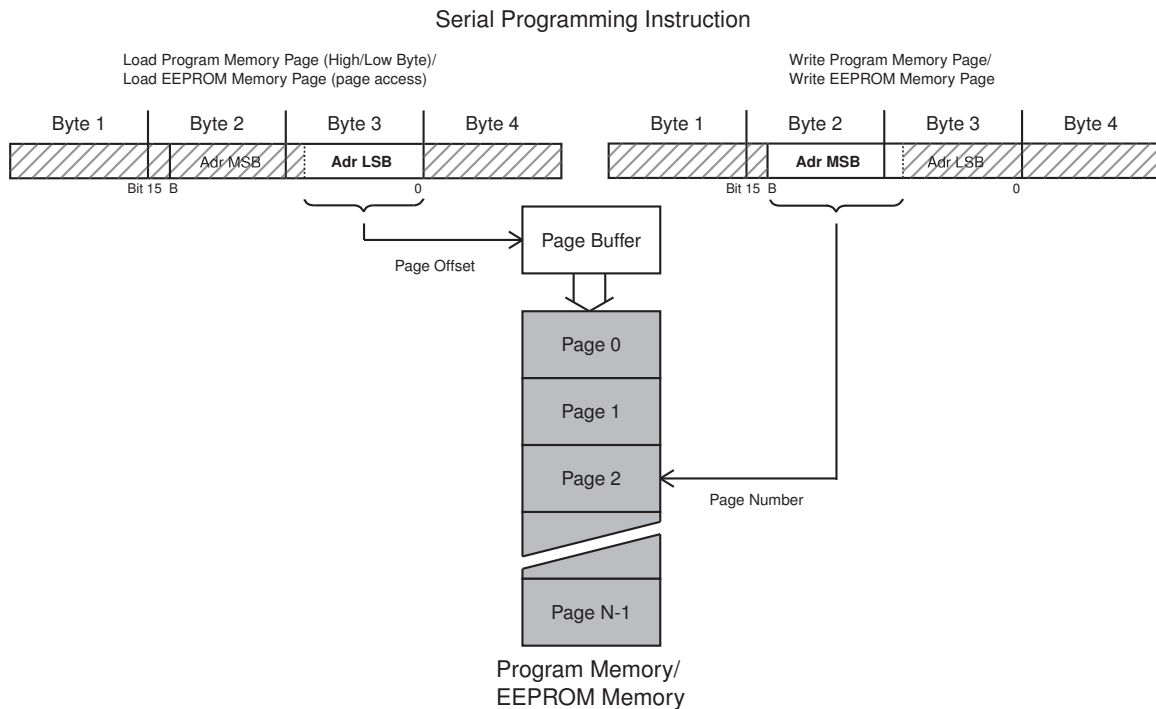 Serial Programming Instruction
Load Program Memory Page (High/Low Byte)/
Load EEPROM Memory Page (page access)
Write Program Memory Page/
Write EEPROM Memory Page
Byte 1 Byte 2 Byte 3 Byte 4
Byte 1 Byte 2 Byte 3 Byte 4
Adr MSB Adr LSB
Adr MSB Adr LSB
Bit 15 B 0
Bit 15 B 0
Page Buffer
Page Offset
Page 0
Page 1
Page 2
Page Number
Page N-1
Program Memory/
EEPROM Memory